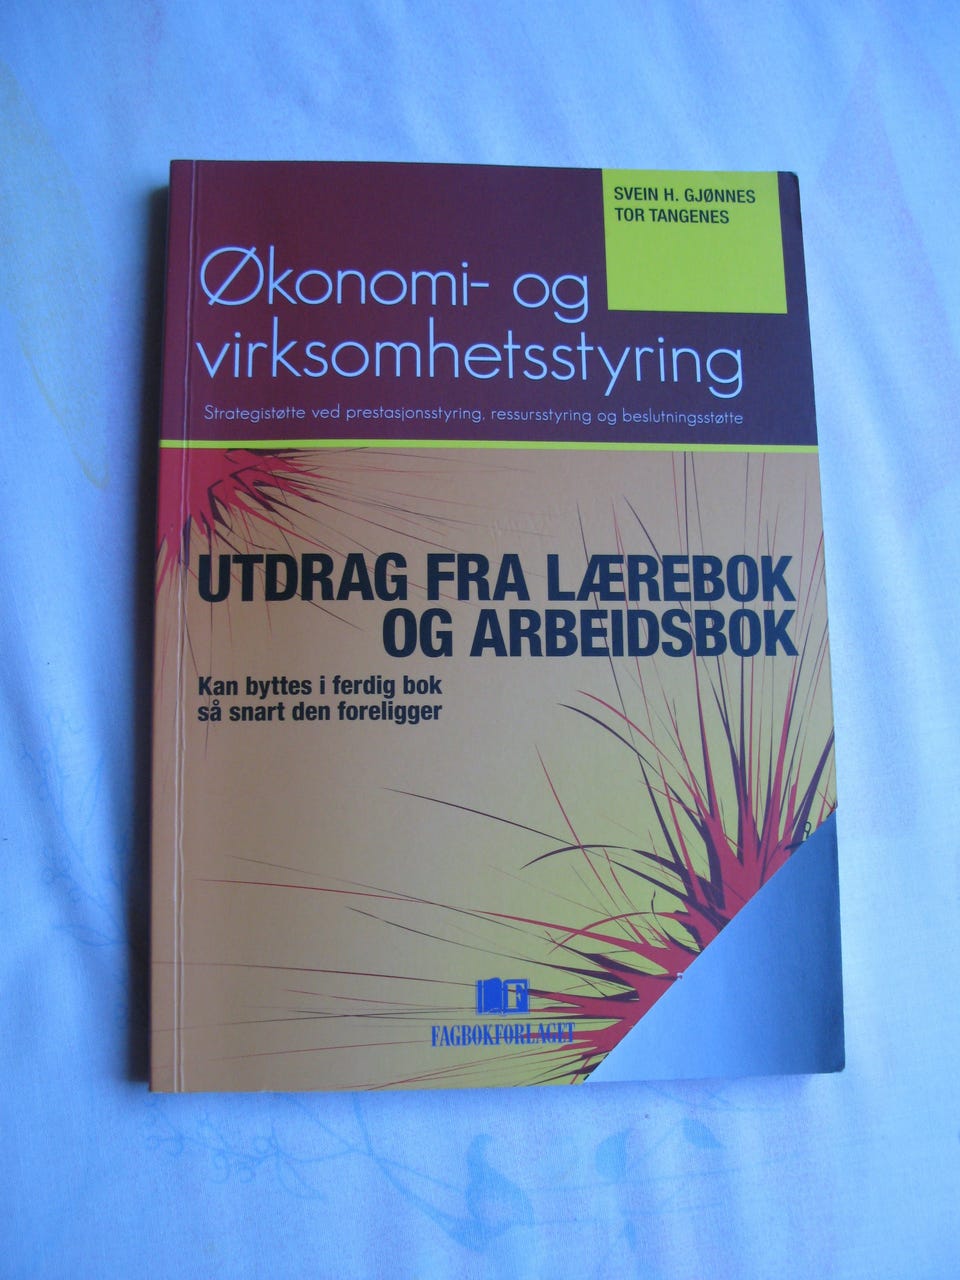 SVEIN H. GJØNNES
TOR TANGENES
Økonomi- og
virksomhetsstyring
Strategistøtte ved prestasjonsstyring, ressursstyring og beslutningsstøtte
UTDRAG FRA LÆREBOK
OG ARBEIDSBOK
Kan byttes i ferdig bok
så snart den foreligger
F
FAGBOKFORLAGET